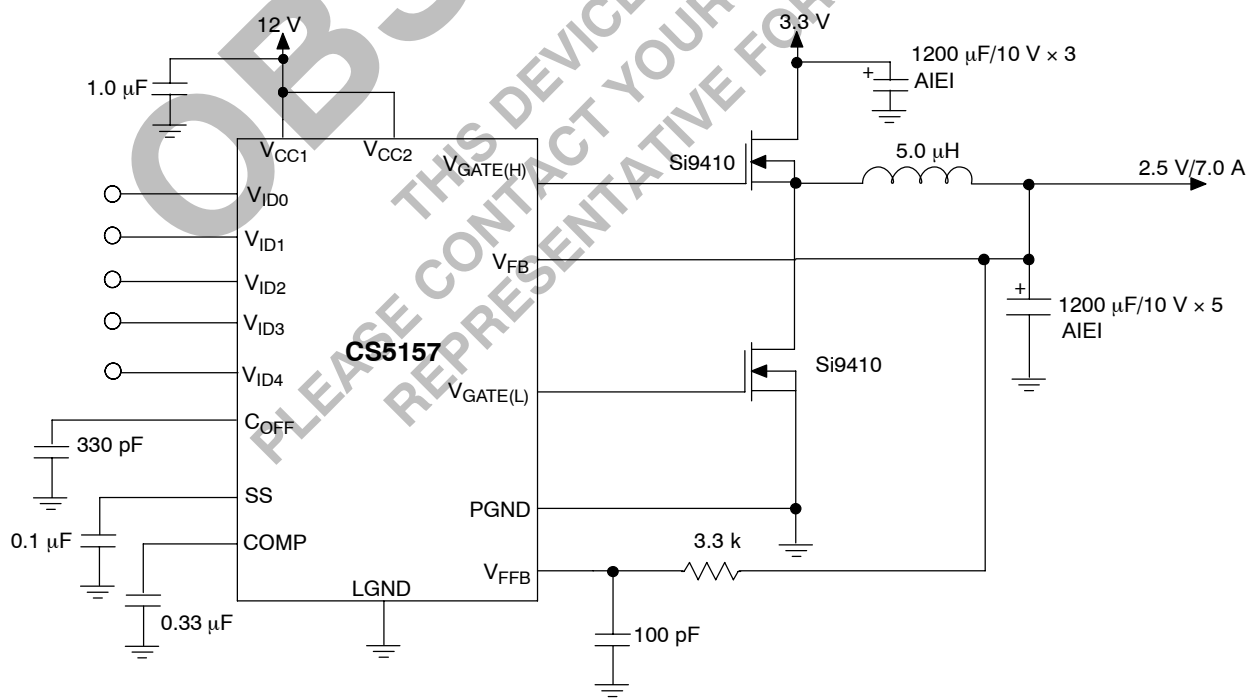 12 V
3.3 V
1200 μF/10 V × 3
AIEI
1.0 μF
VCC1
VCC2
VGATE(H)
Si9410
5.0 μH
2.5 V/7.0 A
VID0
VID1
VFB
VID2
1200 μF/10 V × 5
AIEI
VID3
CS5157
Si9410
VID4
VGATE(L)
COFF
330 pF
SS
PGND
0.1 μF
COMP
3.3 k
VFFB
LGND
0.33 μF
100 pF
OBS
THIS DEVICE
PLEASE CONTACT YOUR
REPRESENTATIVE FOR